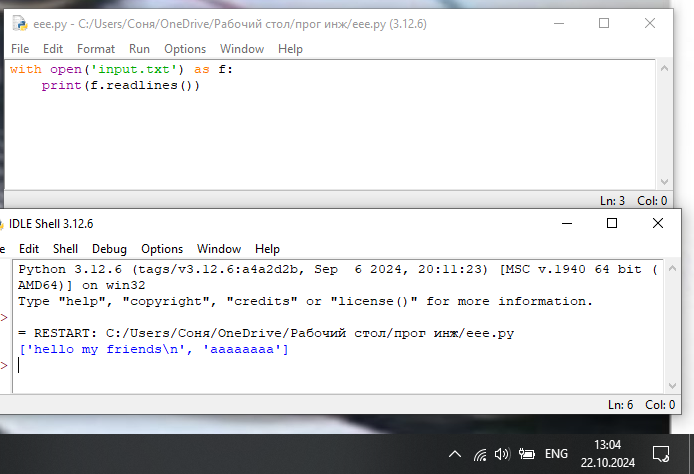 eee.py - C:/Users/Соня/OneDrive/Рабочий стол/прог инж/eee.py (3.12.6)
File Edit Format Run Options Window Help
with open('input.txt') as f:
    print(f.readlines())
Ln: 3 Col: 0
IDLE Shell 3.12.6
e Edit Shell Debug Options Window Help
Python 3.12.6 (tags/v3.12.6:a4a2d2b, Sep  6 2024, 20:11:23) [MSC v.1940 64 bit (
AMD64)] on win32
Type "help", "copyright", "credits" or "license()" for more information.
>
= RESTART: C:/Users/Соня/OneDrive/Рабочий стол/прог инж/eee.py
['hello my friends\n', 'aaaaaaaa']
>
Ln: 6 Col: 0
ENG
13:04
22.10.2024